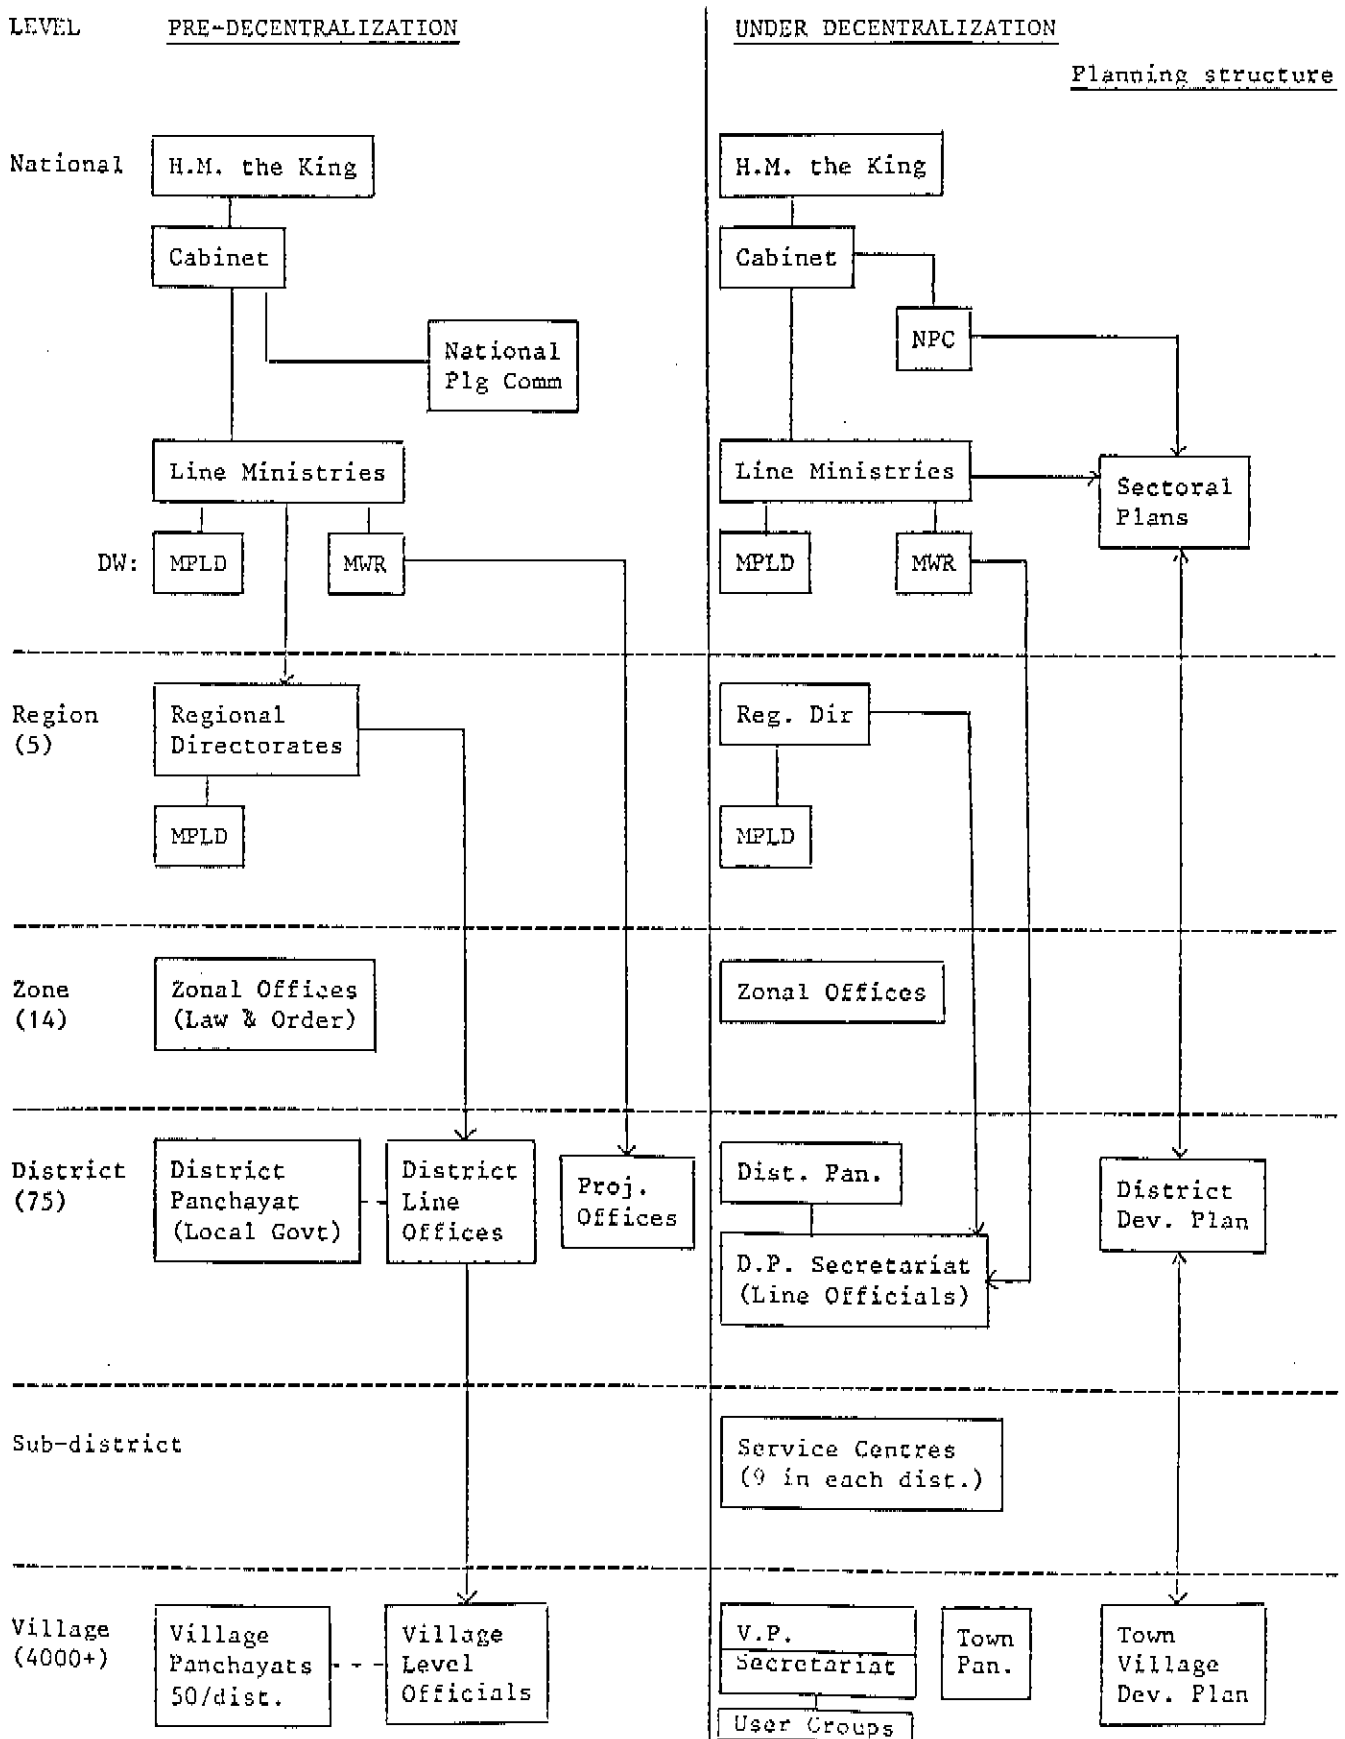 LEVEL PRE-DECENTRALIZATION UNDER DECENTRALIZATION
Planning structure
National H.M. the King H.M. the King
Cabinet Cabinet
NPC
National
Plg Comm
Line Ministries Line Ministries
Sectoral
Plans
DW: MPLD MWR MPLD MWR
Region
(5)
Regional
Directorates
Reg. Dir
MPLD MPLD
Zone
(14)
Zonal Offices
(Law & Order)
Zonal Offices
District
(75)
District
Panchayat
(Local Govt)
District
Line
Offices
Proj.
Offices
Dist. Pan.
D.P. Secretariat
(Line Officials)
District
Dev. Plan
Sub-district
Service Centres
(9 in each dist.)
Village
(4000+)
Village
Panchayats
50/dist.
Village
Level
Officials
V.P.
Secretariat
User Groups
Town
Pan.
Town
Village
Dev. Plan